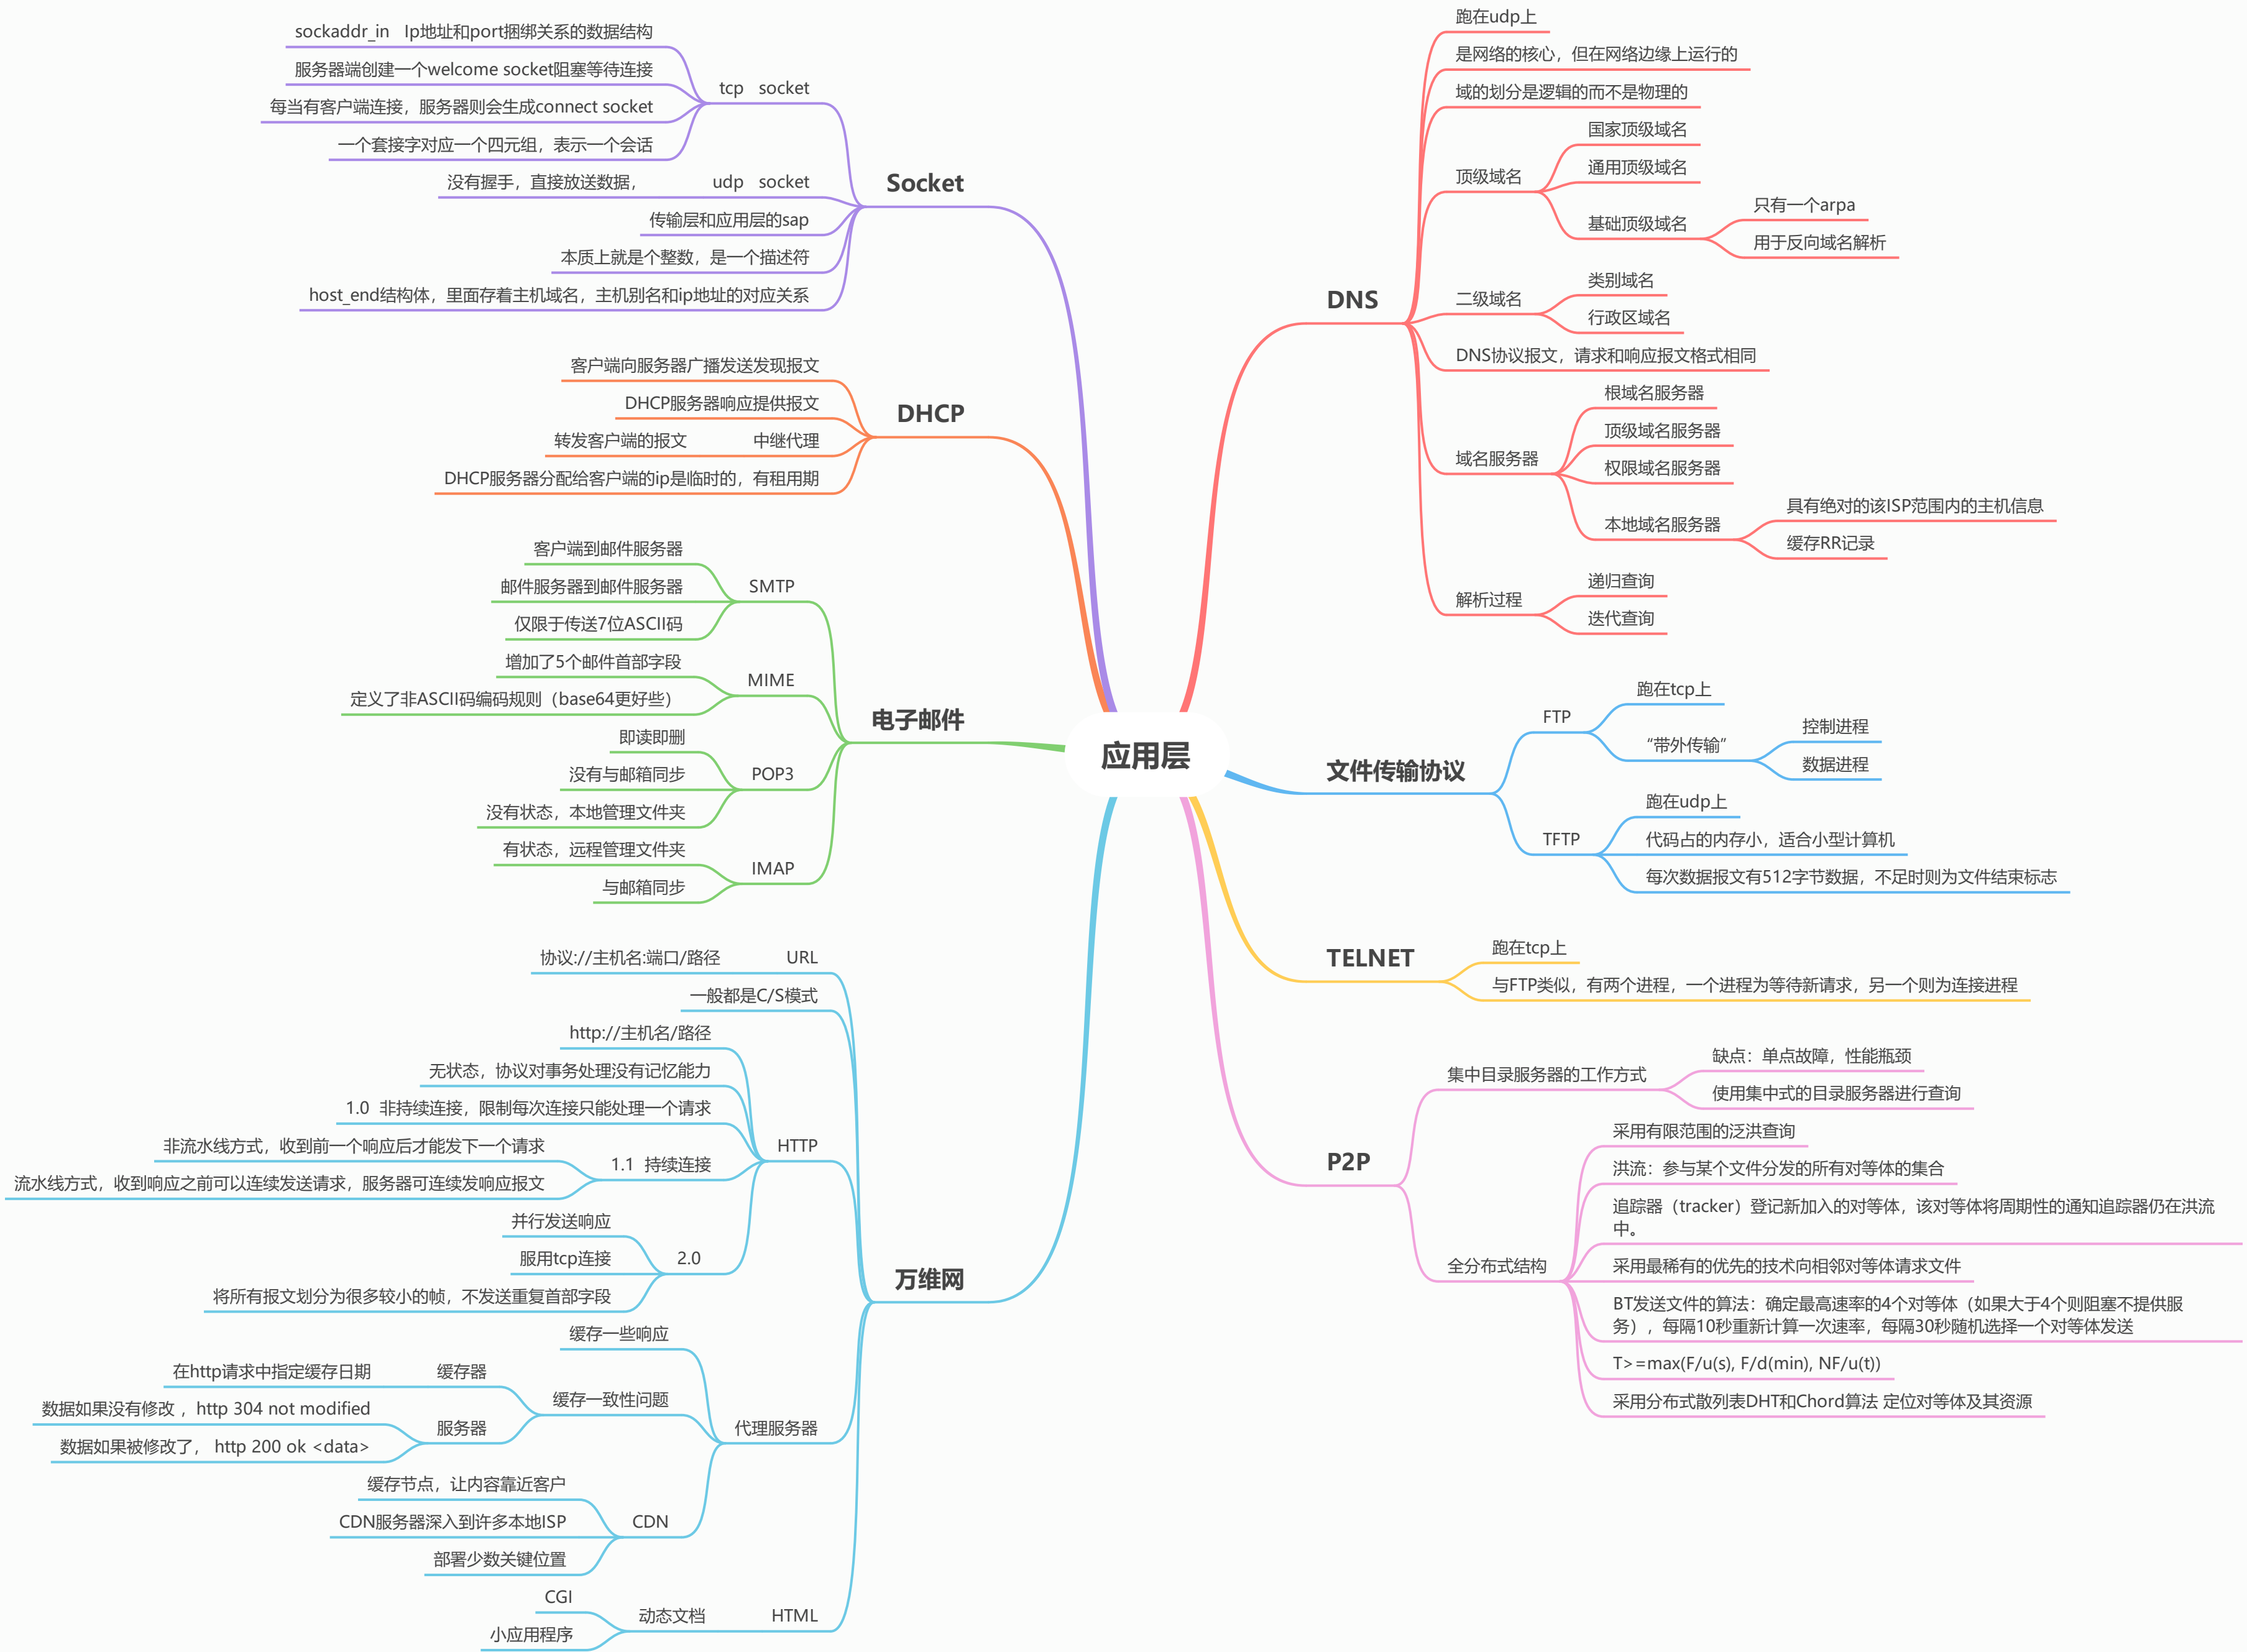 应用层
Socket
tcp socket
sockaddr_in Ip地址和port捆绑关系的数据结构
服务器端创建一个welcome socket阻塞等待连接
每当有客户端连接，服务器则会生成connect socket
一个套接字对应一个四元组，表示一个会话
udp socket
没有握手，直接放送数据，
传输层和应用层的sap
本质上就是个整数，是一个描述符
host_end结构体，里面存着主机域名，主机别名和ip地址的对应关系
DHCP
客户端向服务器广播发送发现报文
DHCP服务器响应提供报文
中继代理
转发客户端的报文
DHCP服务器分配给客户端的ip是临时的，有租用期
电子邮件
SMTP
客户端到邮件服务器
邮件服务器到邮件服务器
仅限于传送7位ASCII码
MIME
增加了5个邮件首部字段
定义了非ASCII码编码规则（base64更好些）
POP3
即读即删
没有与邮箱同步
没有状态，本地管理文件夹
IMAP
有状态，远程管理文件夹
与邮箱同步
万维网
URL
协议://主机名:端口/路径
一般都是C/S模式
HTTP
http://主机名/路径
无状态，协议对事务处理没有记忆能力
1.0 非持续连接，限制每次连接只能处理一个请求
1.1 持续连接
非流水线方式，收到前一个响应后才能发下一个请求
流水线方式，收到响应之前可以连续发送请求，服务器可连续发响应报文
2.0
并行发送响应
服用tcp连接
将所有报文划分为很多较小的帧，不发送重复首部字段
代理服务器
缓存一些响应
缓存一致性问题
缓存器
在http请求中指定缓存日期
服务器
数据如果没有修改 ，http 304 not modified
数据如果被修改了， http 200 ok <data>
CDN
缓存节点，让内容靠近客户
CDN服务器深入到许多本地ISP
部署少数关键位置
HTML
动态文档
CGI
小应用程序
DNS
跑在udp上
是网络的核心，但在网络边缘上运行的
域的划分是逻辑的而不是物理的
顶级域名
国家顶级域名
通用顶级域名
基础顶级域名
只有一个arpa
用于反向域名解析
二级域名
类别域名
行政区域名
DNS协议报文，请求和响应报文格式相同
域名服务器
根域名服务器
顶级域名服务器
权限域名服务器
本地域名服务器
具有绝对的该ISP范围内的主机信息
缓存RR记录
解析过程
递归查询
迭代查询
文件传输协议
FTP
跑在tcp上
“带外传输”
控制进程
数据进程
TFTP
跑在udp上
代码占的内存小，适合小型计算机
每次数据报文有512字节数据，不足时则为文件结束标志
TELNET
跑在tcp上
与FTP类似，有两个进程，一个进程为等待新请求，另一个则为连接进程
P2P
集中目录服务器的工作方式
缺点：单点故障，性能瓶颈
使用集中式的目录服务器进行查询
全分布式结构
采用有限范围的泛洪查询
洪流：参与某个文件分发的所有对等体的集合
追踪器（tracker）登记新加入的对等体，该对等体将周期性的通知追踪器仍在洪流
中。
采用最稀有的优先的技术向相邻对等体请求文件
BT发送文件的算法：确定最高速率的4个对等体（如果大于4个则阻塞不提供服
务），每隔10秒重新计算一次速率，每隔30秒随机选择一个对等体发送
T>=max(F/u(s), F/d(min), NF/u(t))
采用分布式散列表DHT和Chord算法 定位对等体及其资源